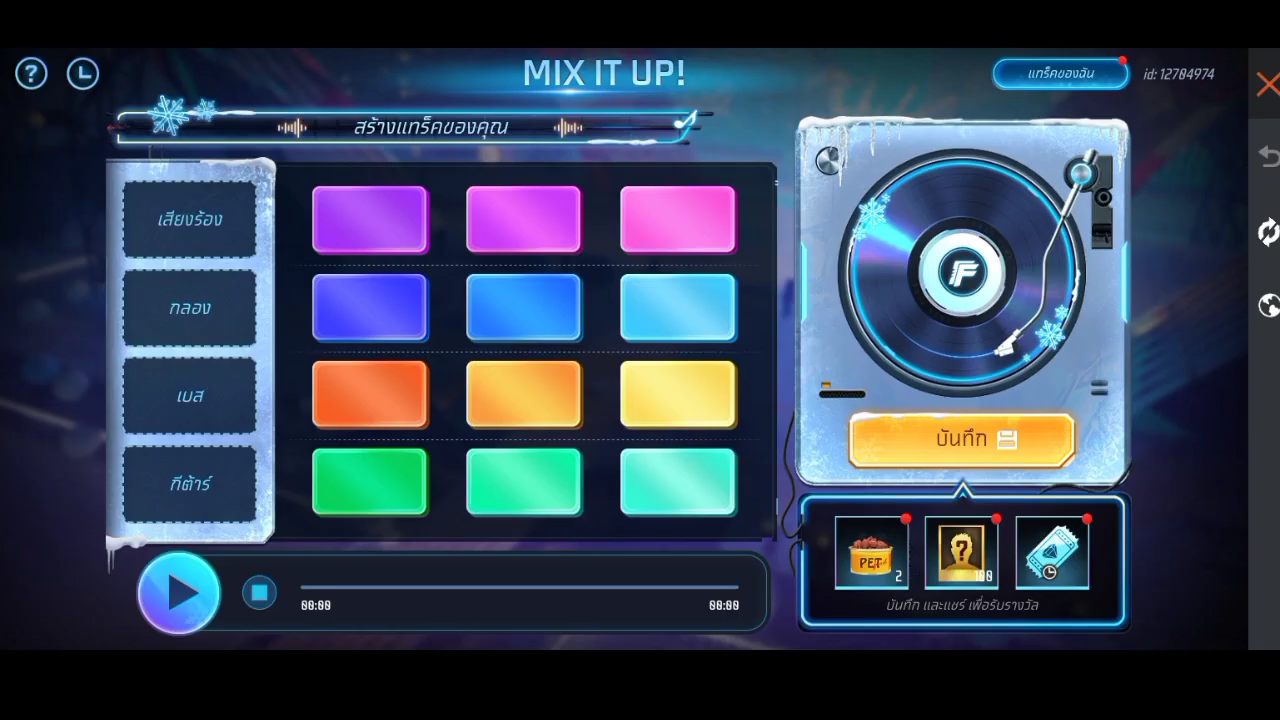 MIX IT UP!
แทร็คของฉัน
id: 12704974
สร้างแทร็คของคุณ
เสียงร้อง
กลอง
เบส
กีต้าร์
บันทึก
00:00
00:00
PET
2
?
100
บันทึก และแชร์ เพื่อรับรางวัล